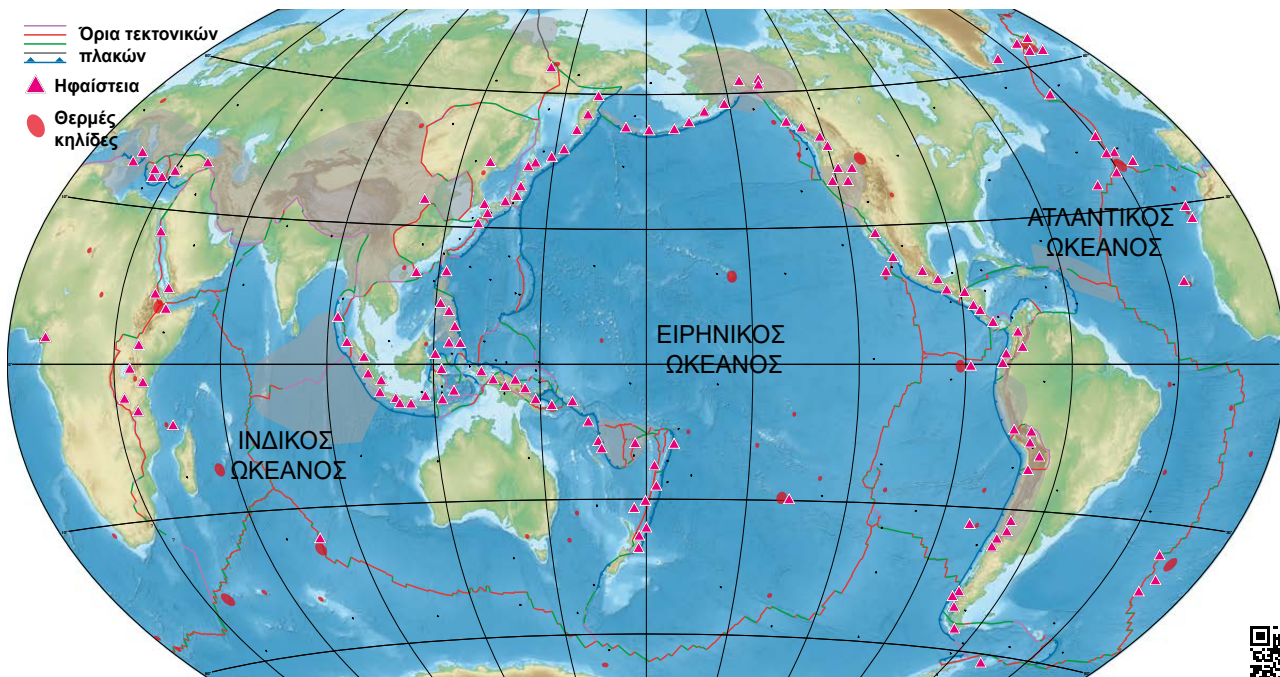 Όρια τεκτονικών
πλακών
Ηφαίστεια
Θερμές
κηλίδες
ΑΤΛΑΝΤΙΚΟΣ
ΩΚΕΑΝΟΣ
ΕΙΡΗΝΙΚΟΣ
ΩΚΕΑΝΟΣ
ΙΝΔΙΚΟΣ
ΩΚΕΑΝΟΣ